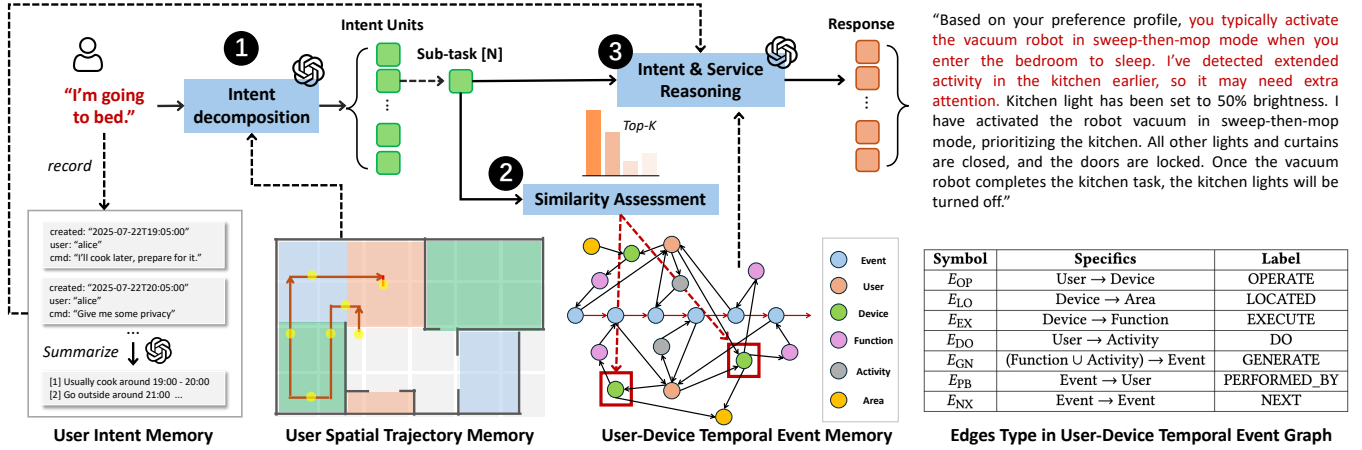 “I’m going
to bed.”
record
1
Intent
decomposition
Intent Units
Sub-task [N]
3
Intent & Service
Reasoning
Response
Top-K
2
Similarity Assessment
created: “2025-07-22T19:05:00”
user: “alice”
cmd: “I’ll cook later, prepare for it.”
created: “2025-07-22T20:05:00”
user: “alice”
cmd: “Give me some privacy”
...
Summarize
[1] Usually cook around 19:00 - 20:00
[2] Go outside around 21:00 ...
User Intent Memory
User Spatial Trajectory Memory
Event
User
Device
Function
Activity
Area
User-Device Temporal Event Memory
“Based on your preference profile, you typically activate
the vacuum robot in sweep-then-mop mode when you
enter the bedroom to sleep. I’ve detected extended
activity in the kitchen earlier, so it may need extra
attention. Kitchen light has been set to 50% brightness. I
have activated the robot vacuum in sweep-then-mop
mode, prioritizing the kitchen. All other lights and curtains
are closed, and the doors are locked. Once the vacuum
robot completes the kitchen task, the kitchen lights will be
turned off.”
Symbol Specifics Label
E_OP User → Device OPERATE
E_LO Device → Area LOCATED
E_EX Device → Function EXECUTE
E_DO User → Activity DO
E_GN (Function ∪ Activity) → Event GENERATE
E_PB Event → User PERFORMED_BY
E_NX Event → Event NEXT
Edges Type in User-Device Temporal Event Graph